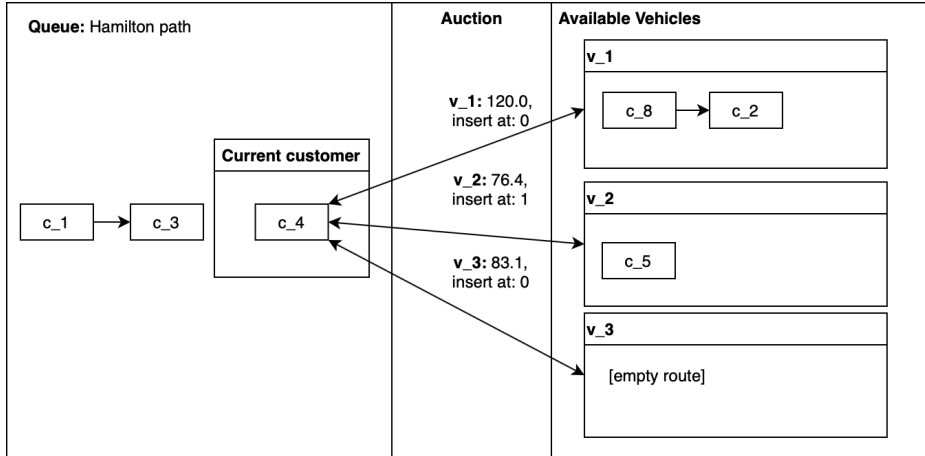 Queue: Hamilton path
c_1
c_3
Current customer
c_4
Auction
v_1: 120.0,
insert at: 0
v_2: 76.4,
insert at: 1
v_3: 83.1,
insert at: 0
Available Vehicles
v_1
c_8
c_2
v_2
c_5
v_3
[empty route]